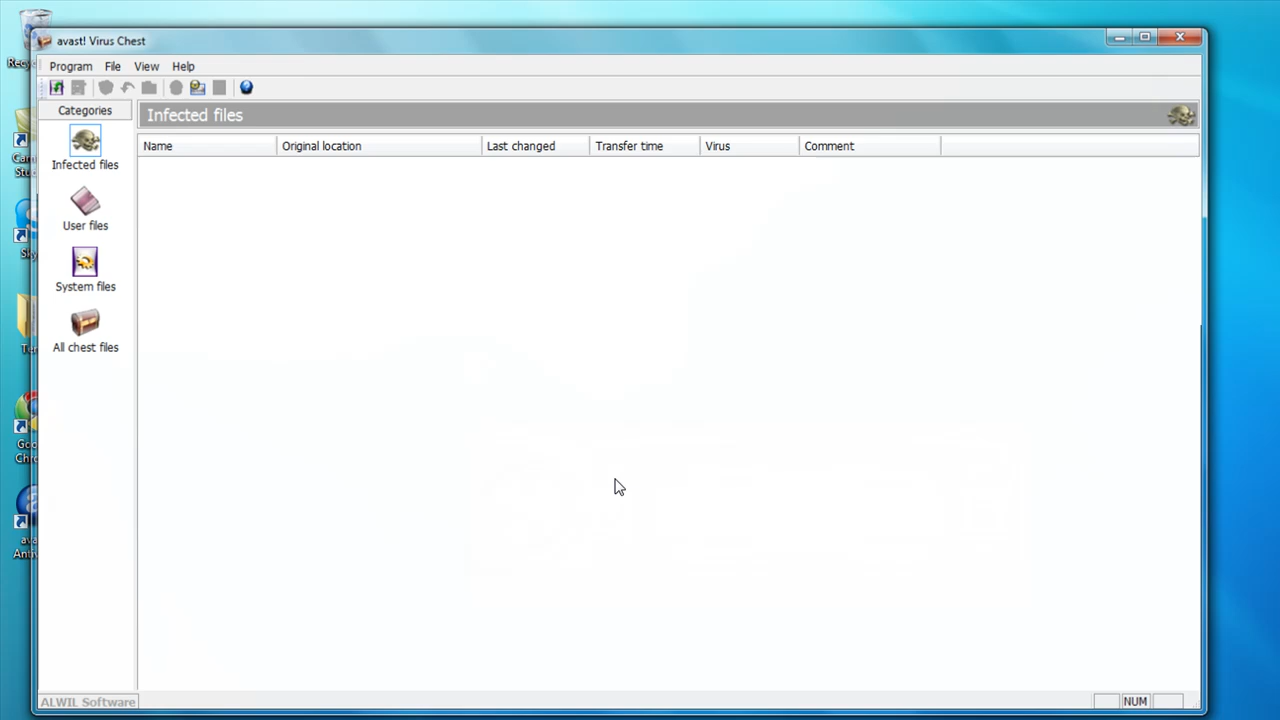 avast! Virus Chest
Program File View Help
Categories
Infected files
Name Original location Last changed Transfer time Virus Comment
Infected files
User files
System files
All chest files
ALWIL Software
NUM